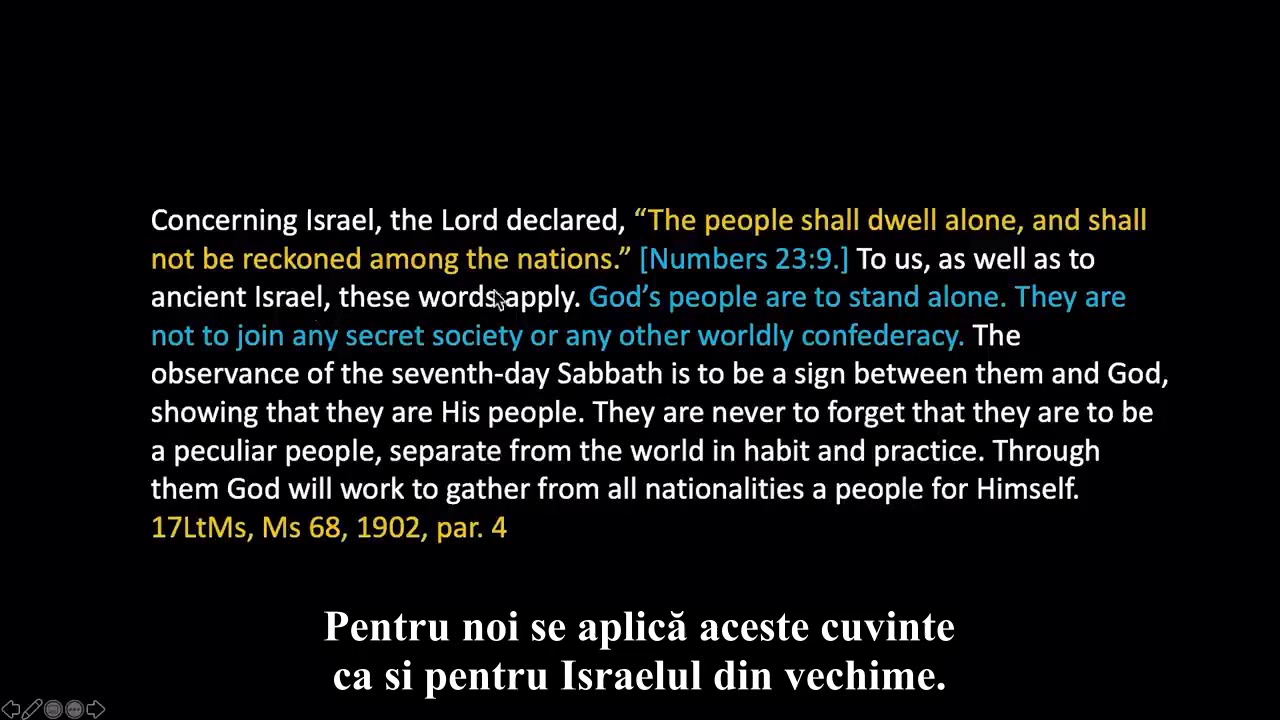 Concerning Israel, the Lord declared, “The people shall dwell alone, and shall
not be reckoned among the nations.” [Numbers 23:9.] To us, as well as to
ancient Israel, these words apply. God’s people are to stand alone. They are
not to join any secret society or any other worldly confederacy. The
observance of the seventh-day Sabbath is to be a sign between them and God,
showing that they are His people. They are never to forget that they are to be
a peculiar people, separate from the world in habit and practice. Through
them God will work to gather from all nationalities a people for Himself.
17LtMs, Ms 68, 1902, par. 4
Pentru noi se aplică aceste cuvinte
ca si pentru Israelul din vechime.